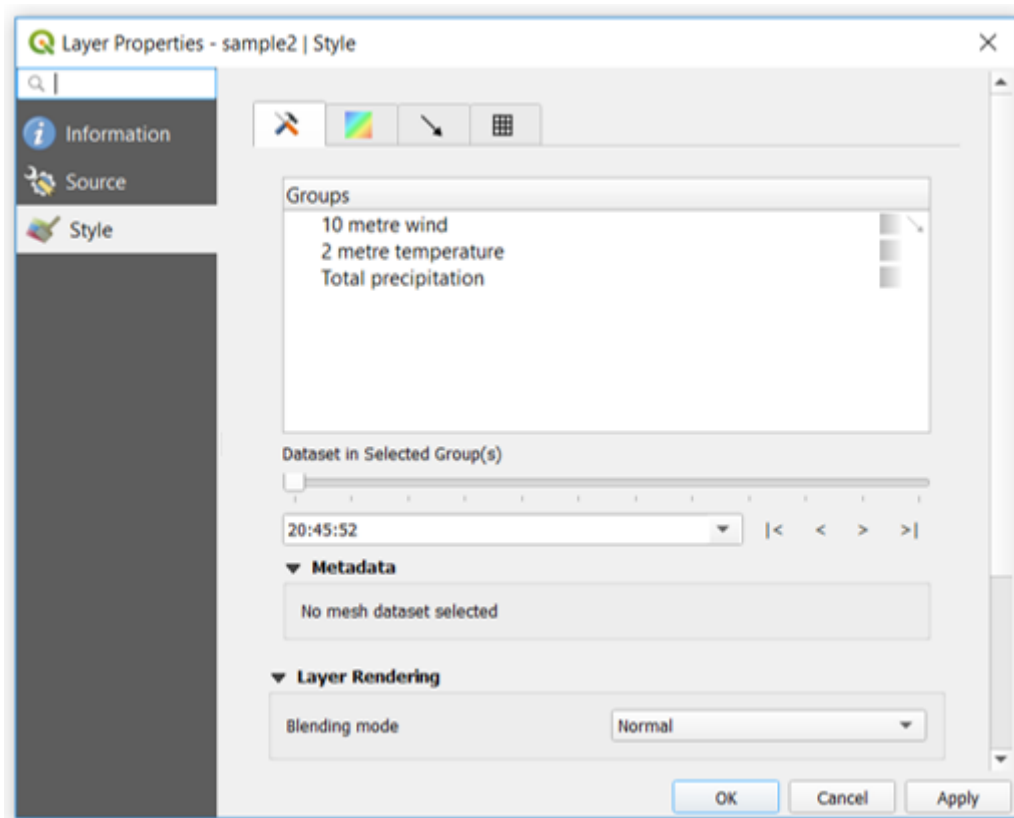 Layer Properties - sample2 | Style
Information
Source
Style
Groups
10 metre wind
2 metre temperature
Total precipitation
Dataset in Selected Group(s)
20:45:52 |< < > >|
Metadata
No mesh dataset selected
Layer Rendering
Blending mode Normal
OK Cancel Apply